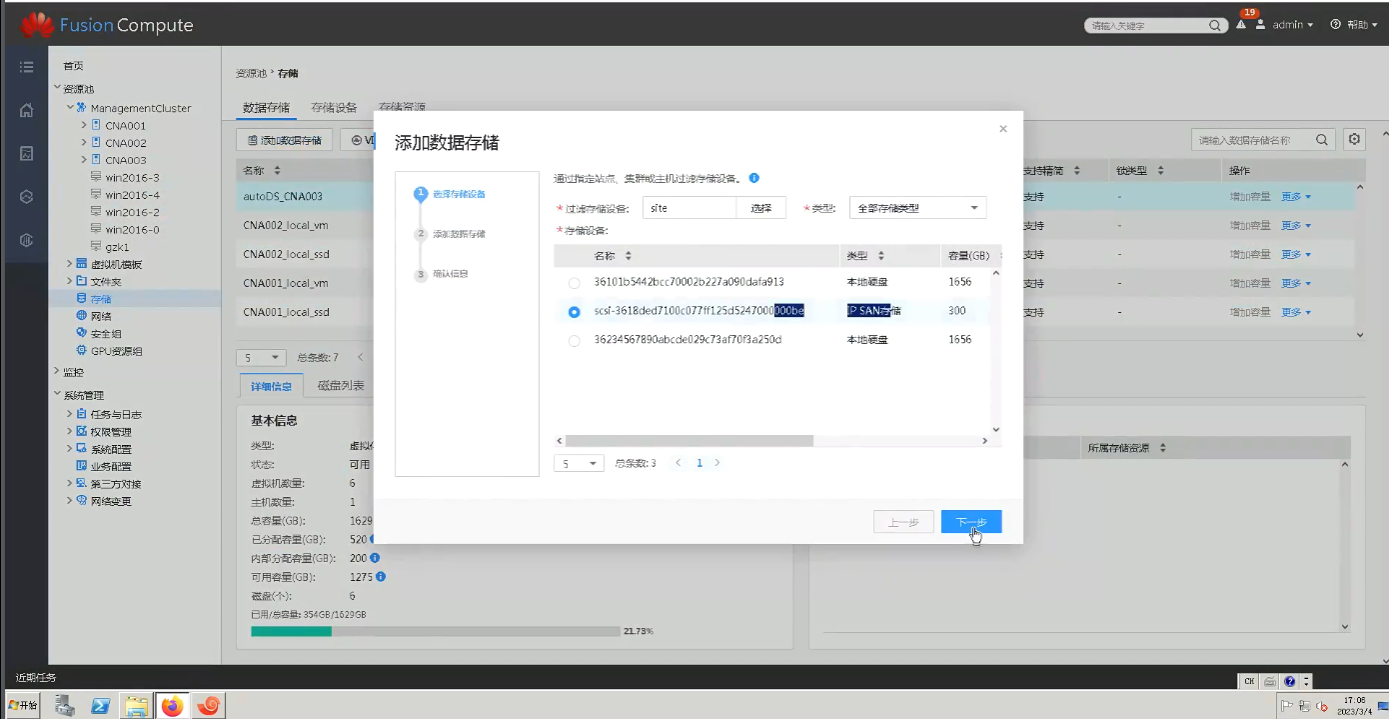 Fusion Compute
请输入关键字
19
admin
帮助
首页
资源池
ManagementCluster
CNA001
CNA002
CNA003
win2016-3
win2016-4
win2016-2
win2016-0
gzk1
虚拟机模板
文件夹
存储
网络
安全组
GPU资源组
监控
系统管理
任务与日志
权限管理
系统配置
业务配置
第三方对接
网络变更
资源池 > 存储
数据存储 存储设备 存储资源
添加数据存储
请输入数据存储名称
名称 支持精简 锁类型 操作
autoDS_CNA003 支持 - 增加容量 更多
CNA002_local_vm 支持 - 增加容量 更多
CNA002_local_ssd 支持 - 增加容量 更多
CNA001_local_vm 支持 - 增加容量 更多
CNA001_local_ssd 支持 - 增加容量 更多
5 总条数: 7
详细信息 磁盘列表
基本信息
类型:
状态: 可用
虚拟机数量: 6
主机数量: 1
总容量(GB): 1629
已分配容量(GB): 520
内部分配容量(GB): 200
可用容量(GB): 1275
磁盘(个): 6
已用/总容量: 354GB/1629GB
21.73%
所属存储资源
添加数据存储
1 选择存储设备
2 添加数据存储
3 确认信息
通过指定站点、集群或主机过滤存储设备。
*过滤存储设备: site 选择 *类型: 全部存储类型
*存储设备:
名称 类型 容量(GB)
36101b5442bcc70002b227a090dafa913 本地硬盘 1656
scsf-3618ded7100c077ff125d5247000000be IP SAN存储 300
36234567890abcde029c73af70f3a250d 本地硬盘 1656
5 总条数: 3 < 1 >
上一步 下一步
近期任务
CH
开始
17:06
2023/3/4